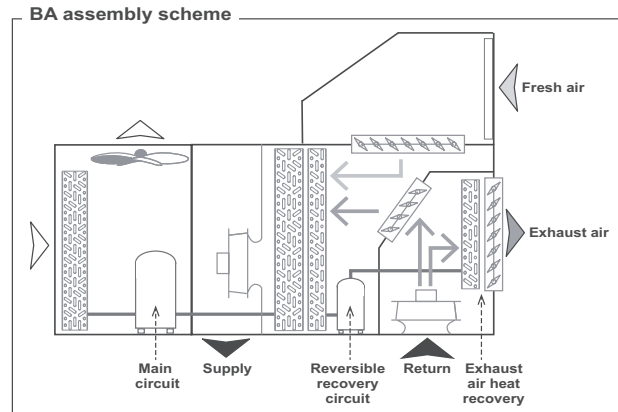 BA assembly scheme
Fresh air
Exhaust air
Main
circuit
Supply
Reversible
recovery
circuit
Return
Exhaust
air heat
recovery